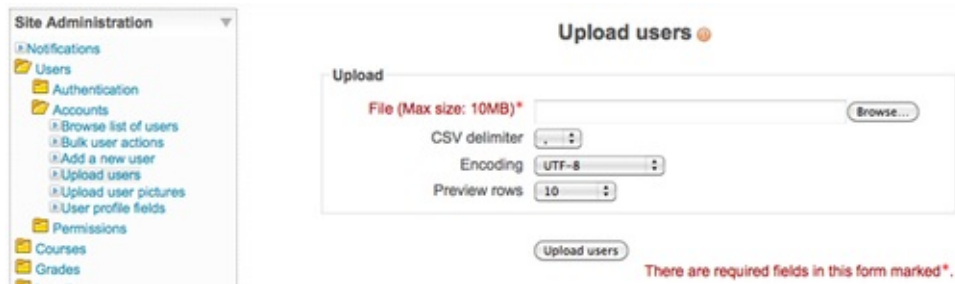 Site Administration
Notifications
Users
Authentication
Accounts
Browse list of users
Bulk user actions
Add a new user
Upload users
Upload user pictures
User profile fields
Permissions
Courses
Grades
Upload users
Upload
File (Max size: 10MB)*
Browse...
CSV delimiter ,
Encoding UTF-8
Preview rows 10
Upload users
There are required fields in this form marked*.